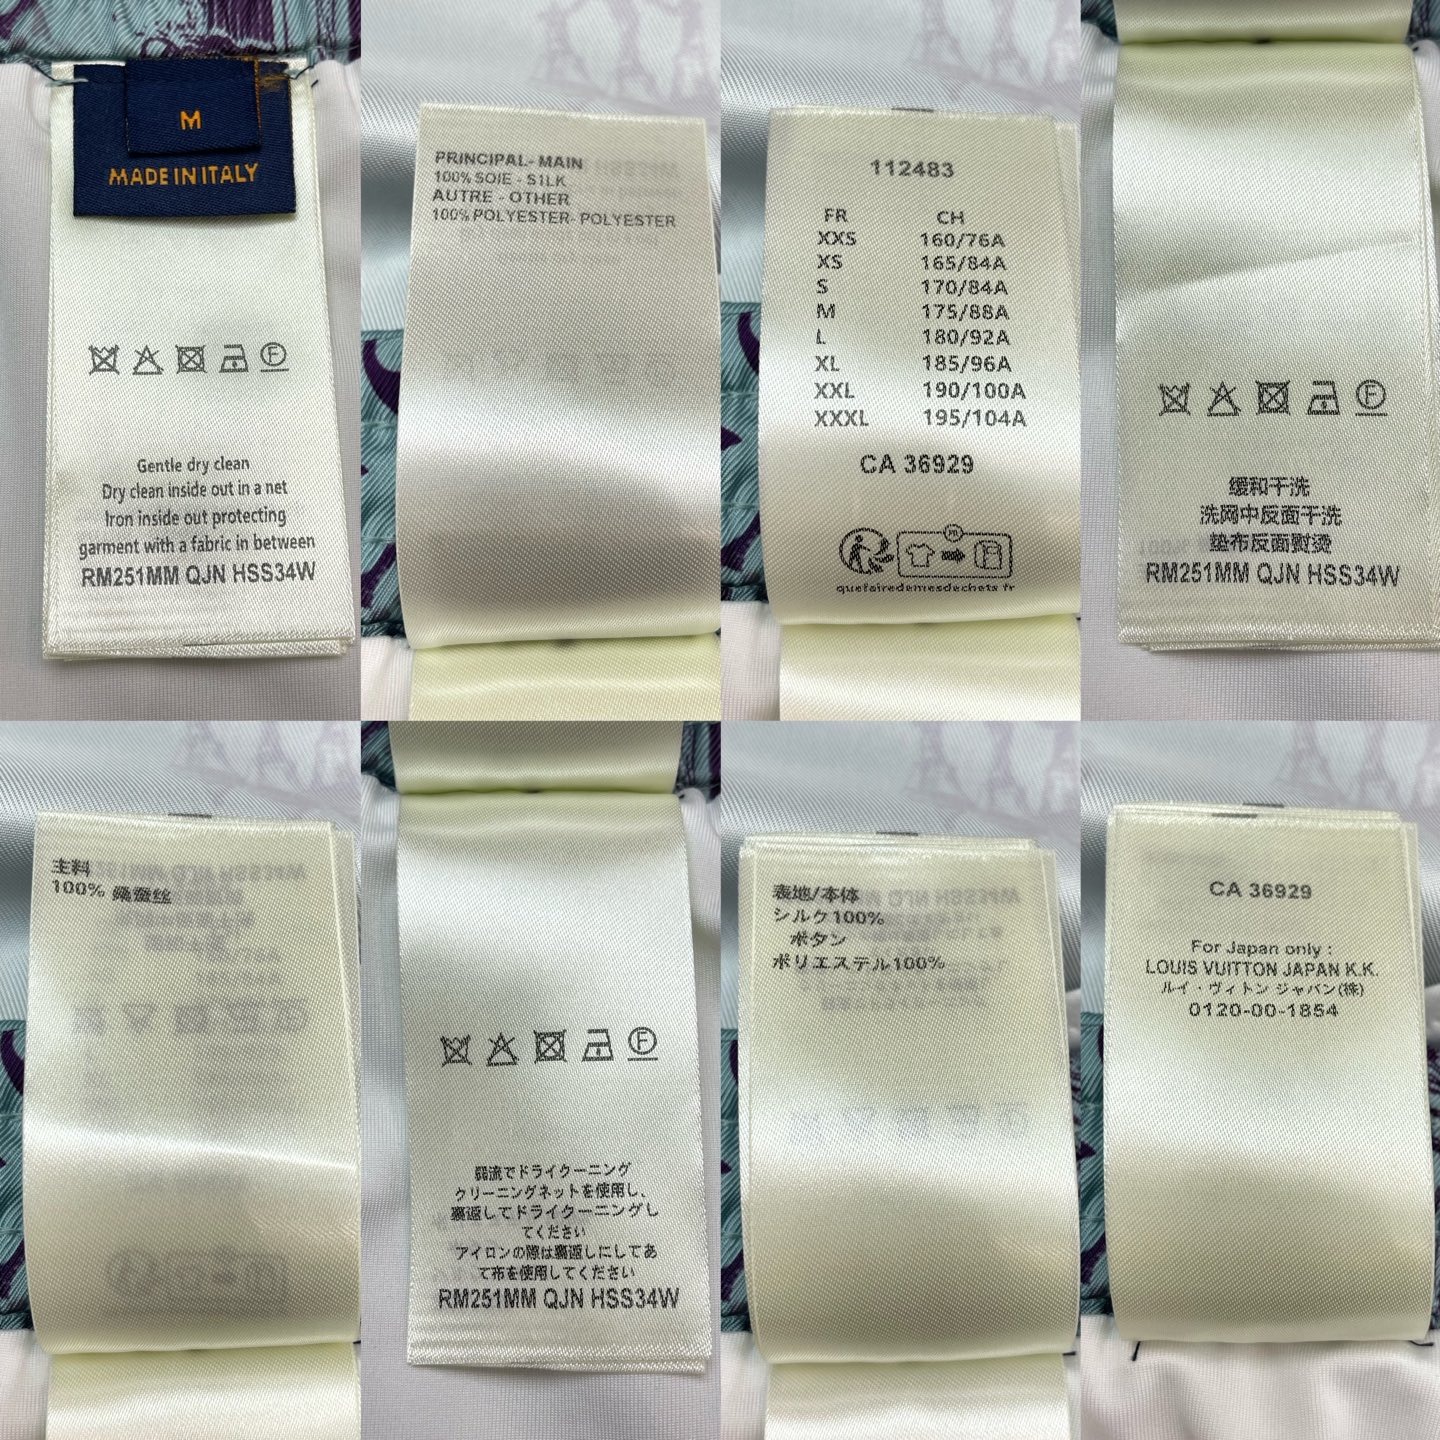 M
MADE IN ITALY
F
Gentle dry clean
Dry clean inside out in a net
Iron inside out protecting
garment with a fabric in between
RM251MM QJN HSS34W
PRINCIPAL- MAIN
100% SOIE - SILK
AUTRE - OTHER
100% POLYESTER- POLYESTER
112483
FR CH
XXS 160/76A
XS 165/84A
S 170/84A
M 175/88A
L 180/92A
XL 185/96A
XXL 190/100A
XXXL 195/104A
CA 36929
quefairedemesdechets.fr
F
缓和干洗
洗网中反面干洗
垫布反面熨烫
RM251MM QJN HSS34W
主料
100% 桑蚕丝
F
弱流でドライクーニング
クリーニングネットを使用し、
裏返してドライクーニングし
てください
アイロンの際は裏返しにしてあ
て布を使用してください
RM251MM QJN HSS34W
表地/本体
シルク100%
ボタン
ポリエステル100%
CA 36929
For Japan only :
LOUIS VUITTON JAPAN K.K.
ルイ・ヴィトン ジャパン(株)
0120-00-1854